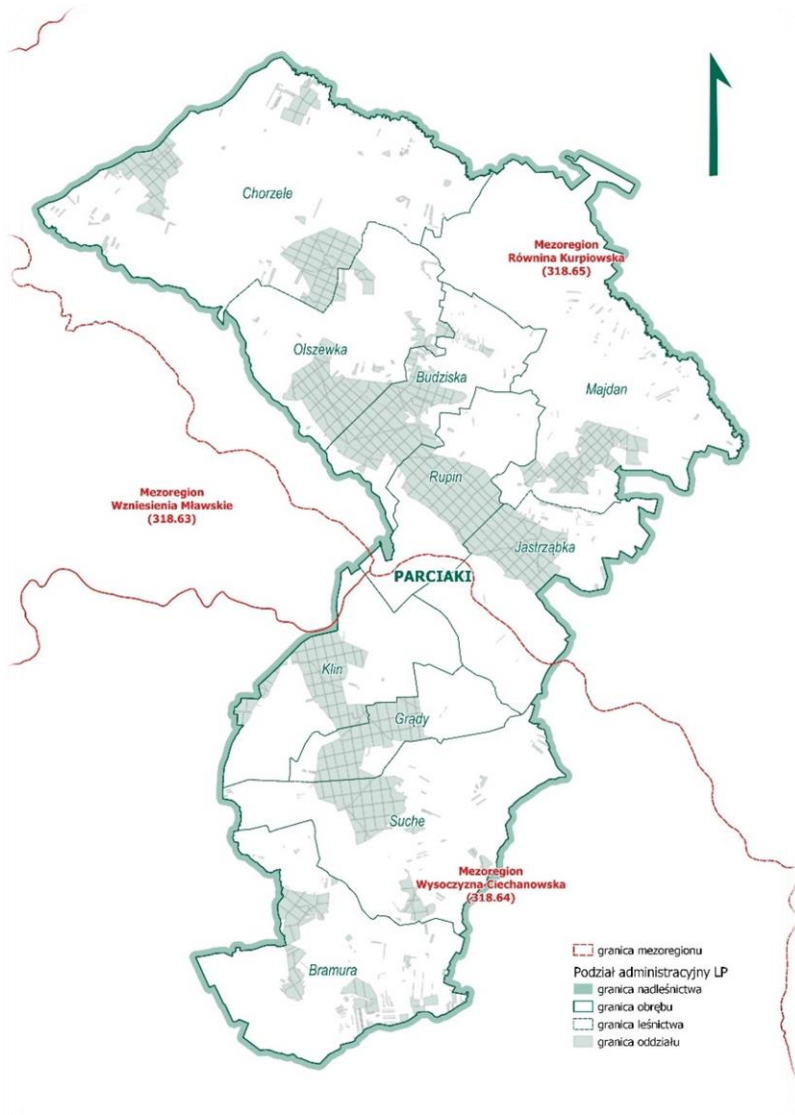 Chorzele
Mezoregion
Równina Kurpiowska
(318.65)
Olszewka
Budziska
Majdan
Rupin
Mezoregion
Wzniesienia Mławskie
(318.63)
Jastrząbka
PARCIAKI
Klin
Grądy
Suche
Mezoregion
Wysoczyzna Ciechanowska
(318.64)
Bramura
granica mezoregionu
Podział administracyjny LP
granica nadleśnictwa
granica obrębu
granica leśnictwa
granica oddziału